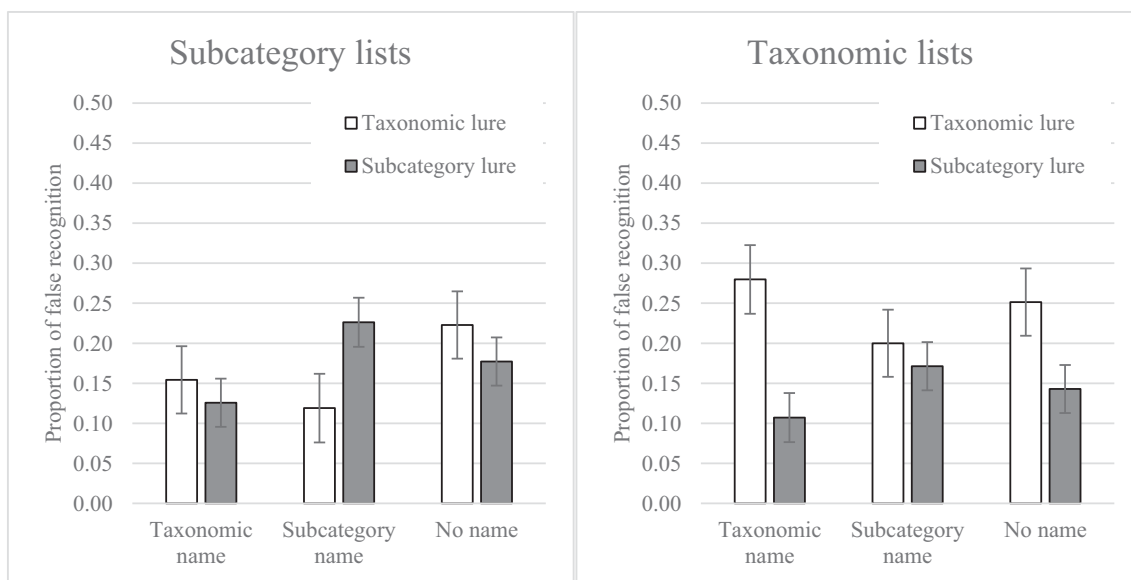 Subcategory lists
Proportion of false recognition
0.50
0.45
0.40
0.35
0.30
0.25
0.20
0.15
0.10
0.05
0.00
Taxonomic lure
Subcategory lure
Taxonomic
name
Subcategory
name
No name
Taxonomic lists
Proportion of false recognition
0.50
0.45
0.40
0.35
0.30
0.25
0.20
0.15
0.10
0.05
0.00
Taxonomic lure
Subcategory lure
Taxonomic
name
Subcategory
name
No name